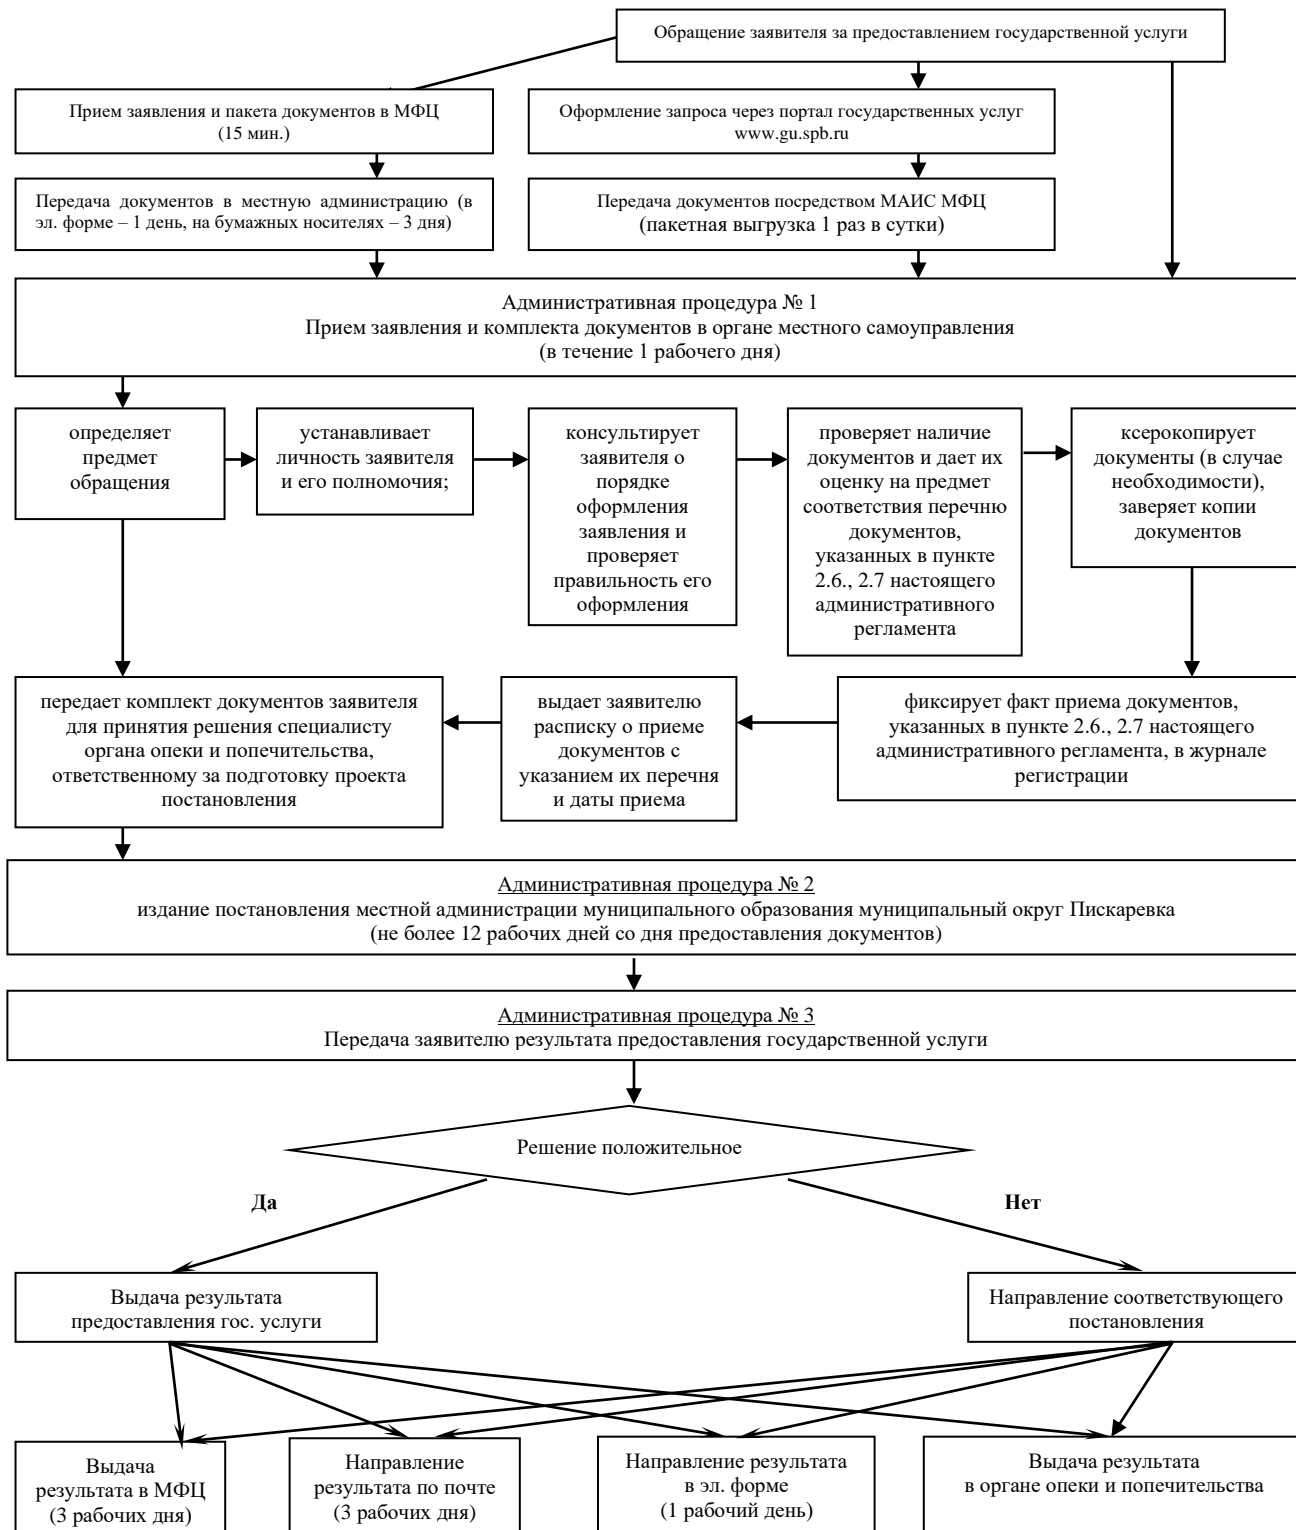 Обращение заявителя за предоставлением государственной услуги
Прием заявления и пакета документов в МФЦ
(15 мин.)
Оформление запроса через портал государственных услуг
www.gu.spb.ru
Передача документов в местную администрацию (в
эл. форме – 1 день, на бумажных носителях – 3 дня)
Передача документов посредством МАИС МФЦ
(пакетная выгрузка 1 раз в сутки)
Административная процедура № 1
Прием заявления и комплекта документов в органе местного самоуправления
(в течение 1 рабочего дня)
определяет
предмет
обращения
устанавливает
личность заявителя
и его полномочия;
консультирует
заявителя о
порядке
оформления
заявления и
проверяет
правильность его
оформления
проверяет наличие
документов и дает их
оценку на предмет
соответствия перечню
документов,
указанных в пункте
2.6., 2.7 настоящего
административного
регламента
ксерокопирует
документы (в случае
необходимости),
заверяет копии
документов
передает комплект документов заявителя
для принятия решения специалисту
органа опеки и попечительства,
ответственному за подготовку проекта
постановления
выдает заявителю
расписку о приеме
документов с
указанием их перечня
и даты приема
фиксирует факт приема документов,
указанных в пункте 2.6., 2.7 настоящего
административного регламента, в журнале
регистрации
Административная процедура № 2
издание постановления местной администрации муниципального образования муниципальный округ Пискаревка
(не более 12 рабочих дней со дня предоставления документов)
Административная процедура № 3
Передача заявителю результата предоставления государственной услуги
Решение положительное
Да
Нет
Выдача результата
предоставления гос. услуги
Направление соответствующего
постановления
Выдача
результата в МФЦ
(3 рабочих дня)
Направление
результата по почте
(3 рабочих дня)
Направление результата
в эл. форме
(1 рабочий день)
Выдача результата
в органе опеки и попечительства